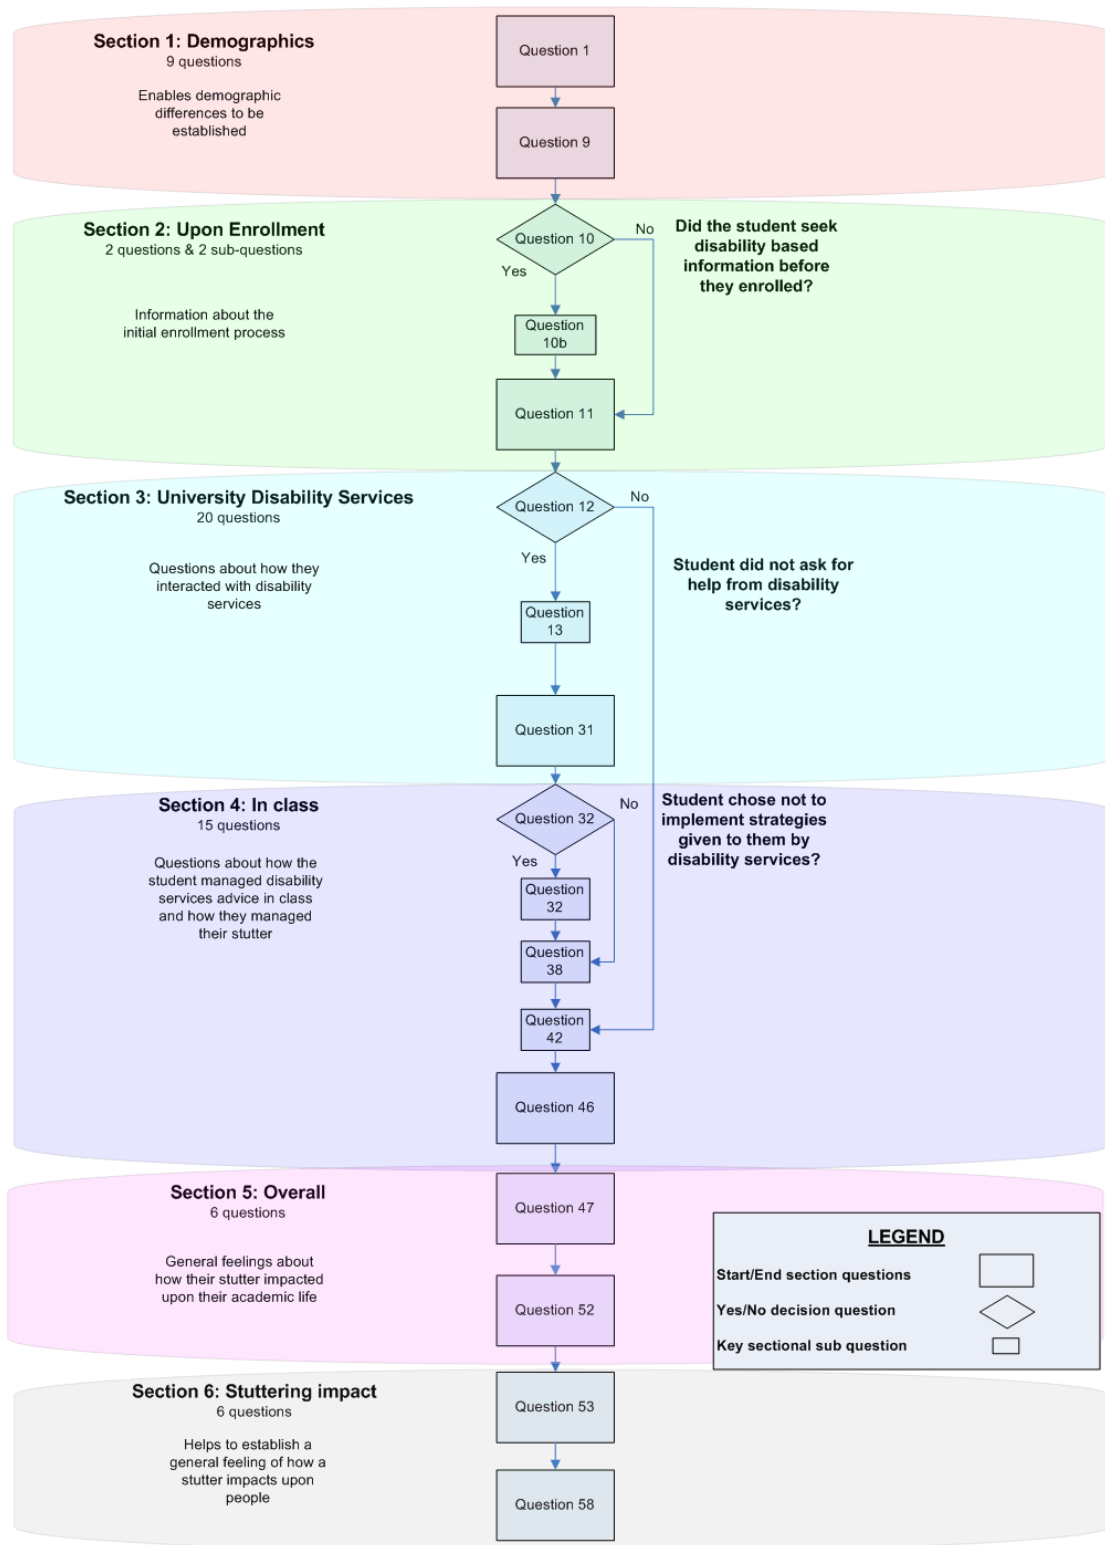 Section 1: Demographics
9 questions
Enables demographic
differences to be
established
Question 1
Question 9
Section 2: Upon Enrollment
2 questions & 2 sub-questions
Information about the
initial enrollment process
Question 10
No
Yes
Did the student seek
disability based
information before
they enrolled?
Question
10b
Question 11
Section 3: University Disability Services
20 questions
Questions about how they
interacted with disability
services
Question 12
No
Yes
Student did not ask for
help from disability
services?
Question
13
Question 31
Section 4: In class
15 questions
Questions about how the
student managed disability
services advice in class
and how they managed
their stutter
Question 32
No
Yes
Student chose not to
implement strategies
given to them by
disability services?
Question
32
Question
38
Question
42
Question 46
Section 5: Overall
6 questions
General feelings about
how their stutter impacted
upon their academic life
Question 47
Question 52
LEGEND
Start/End section questions
Yes/No decision question
Key sectional sub question
Section 6: Stuttering impact
6 questions
Helps to establish a
general feeling of how a
stutter impacts upon
people
Question 53
Question 58